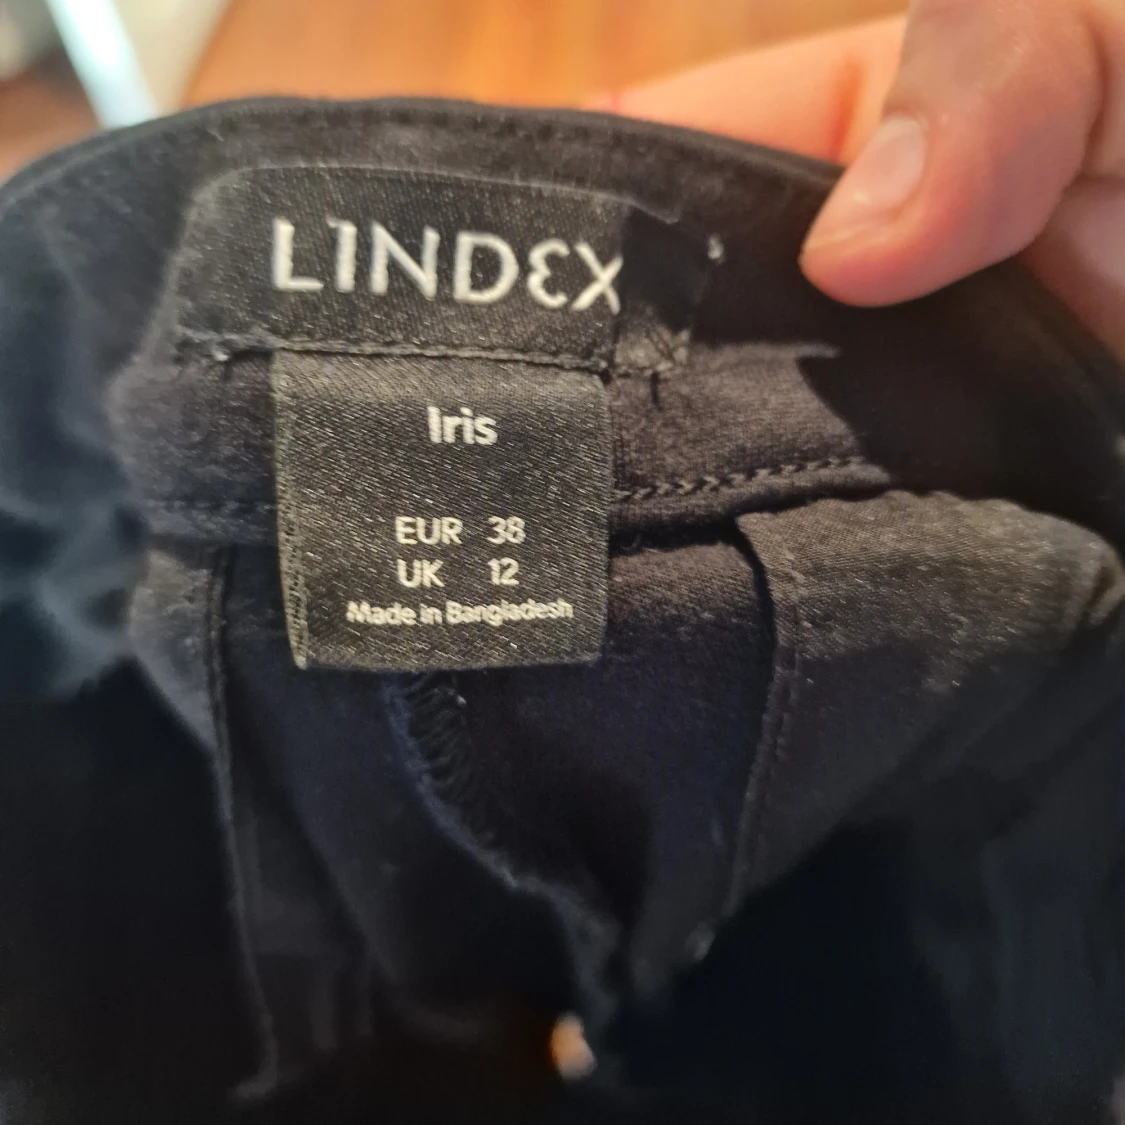 LINDEX
Iris
EUR 38
UK 12
Made in Bangladesh